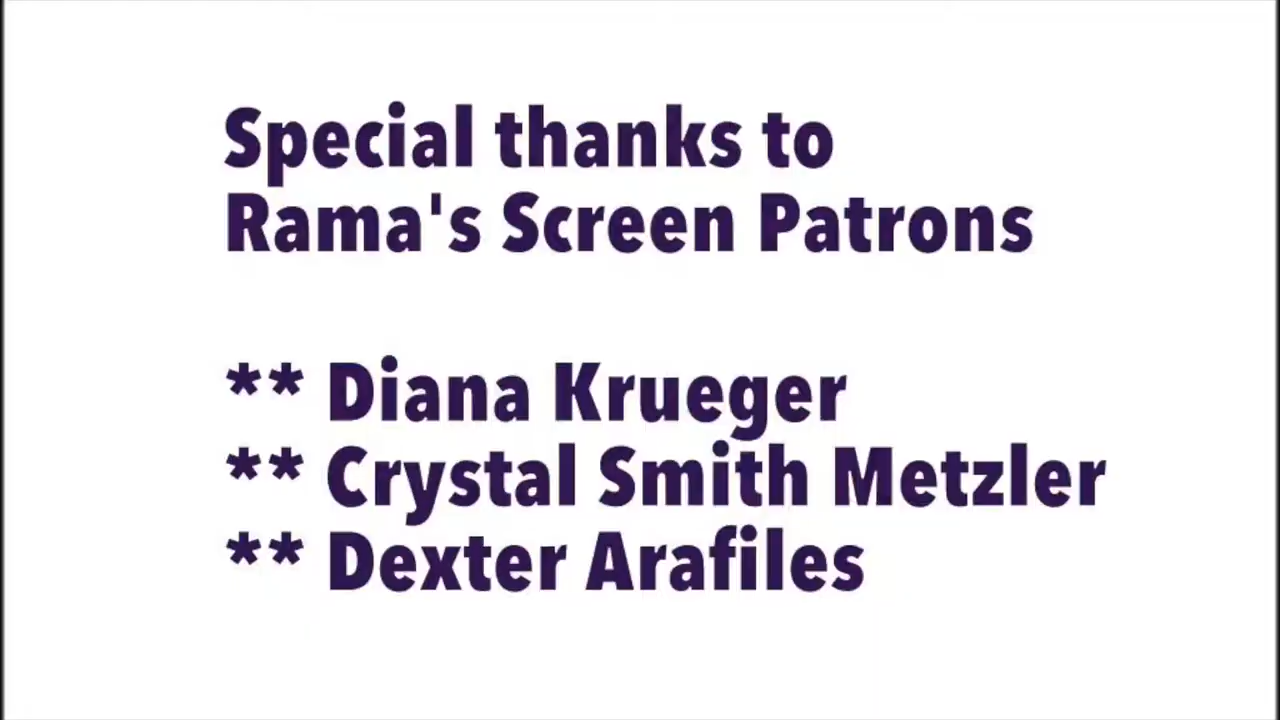 Special thanks to
Rama's Screen Patrons
** Diana Krueger
** Crystal Smith Metzler
** Dexter Arafiles